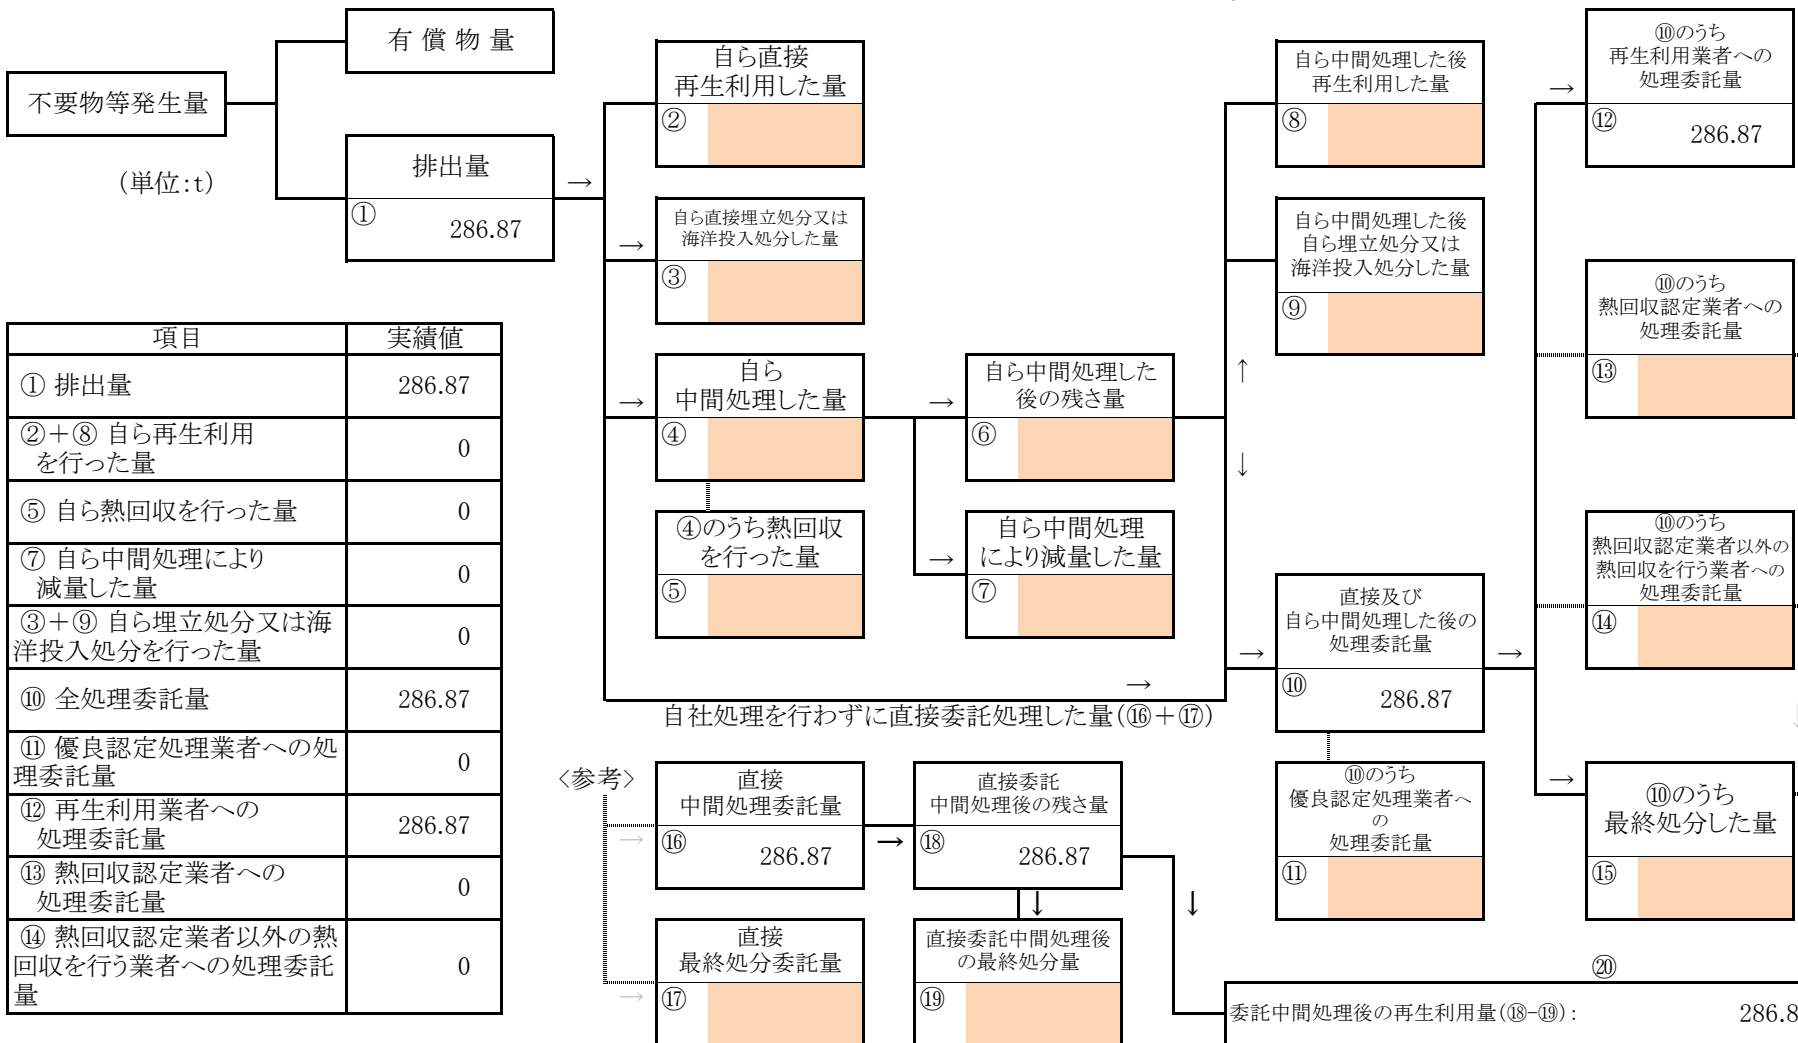 有 償 物 量
不要物等発生量
(単位:t)
排出量
① 286.87
→
自ら直接
再生利用した量
②
→
自ら直接埋立処分又は
海洋投入処分した量
③
→
自ら
中間処理した量
④
④のうち熱回収
を行った量
⑤
→
自ら中間処理した
後の残さ量
⑥
→
自ら中間処理
により減量した量
⑦
自ら中間処理した後
再生利用した量
⑧
自ら中間処理した後
自ら埋立処分又は
海洋投入処分した量
⑨
↑
↓
→
直接及び
自ら中間処理した後の
処理委託量
⑩ 286.87
→
⑩のうち
優良認定処理業者へ
の
処理委託量
⑪
→
⑩のうち
再生利用業者への
処理委託量
⑫ 286.87
⑩のうち
熱回収認定業者への
処理委託量
⑬
⑩のうち
熱回収認定業者以外の
熱回収を行う業者への
処理委託量
⑭
→
⑩のうち
最終処分した量
⑮
→
自社処理を行わずに直接委託処理した量(⑯+⑰)
〈参考〉
→
直接
中間処理委託量
⑯ 286.87
→
直接委託
中間処理後の残さ量
⑱ 286.87
↓
↓
→
直接
最終処分委託量
⑰
直接委託中間処理後
の最終処分量
⑲
⑳
委託中間処理後の再生利用量(⑱-⑲): 286.8
項目 実績値
① 排出量 286.87
②+⑧ 自ら再生利用
を行った量 0
⑤ 自ら熱回収を行った量 0
⑦ 自ら中間処理により
減量した量 0
③+⑨ 自ら埋立処分又は海
洋投入処分を行った量 0
⑩ 全処理委託量 286.87
⑪ 優良認定処理業者への処
理委託量 0
⑫ 再生利用業者への
処理委託量 286.87
⑬ 熱回収認定業者への
処理委託量 0
⑭ 熱回収認定業者以外の熱
回収を行う業者への処理委託
量 0